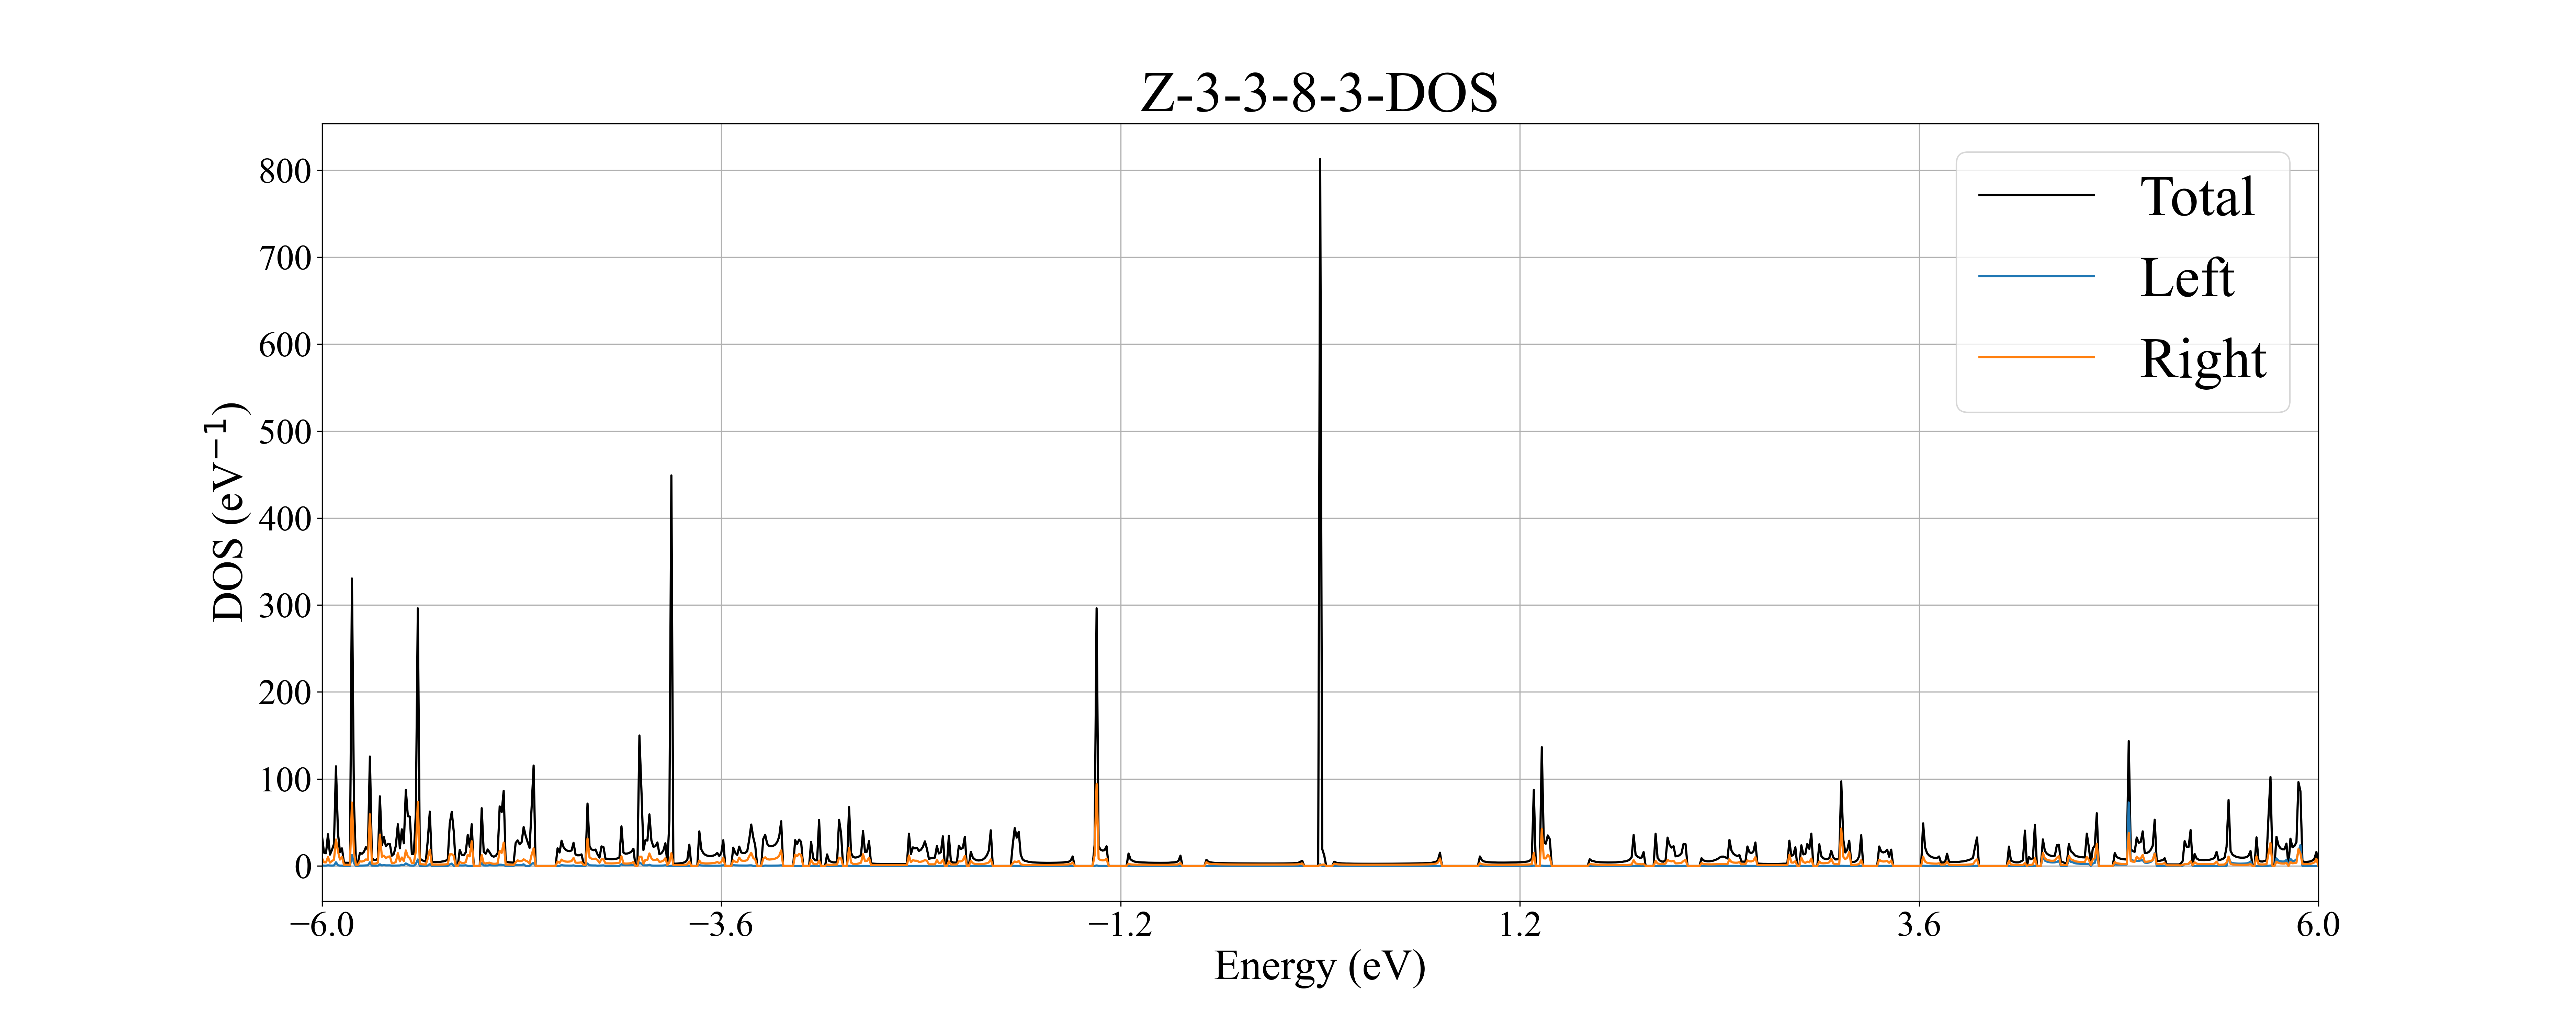 Z-3-3-8-3-DOS
800
700
600
500
400
300
200
100
0
DOS (eV⁻¹)
Total
Left
Right
−6.0 −3.6 −1.2 1.2 3.6 6.0
Energy (eV)